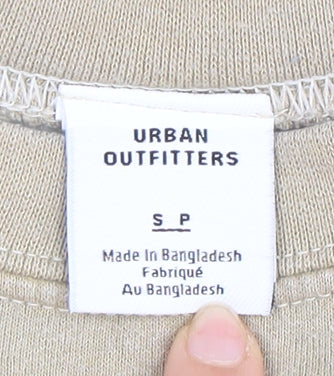 URBAN
OUTFITTERS
S P
Made In Bangladesh
Fabriqué
Au Bangladesh